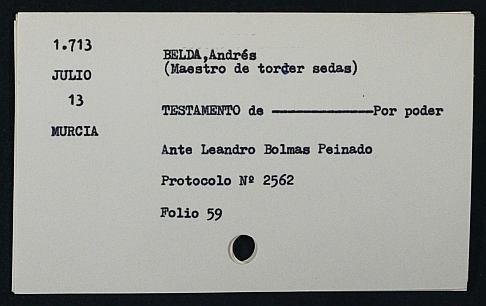 1.713
JULIO
13
MURCIA
BELDA,Andrés
(Maestro de torcer sedas)
TESTAMENTO de ---------------Por poder
Ante Leandro Bolmas Peinado
Protocolo Nº 2562
Folio 59